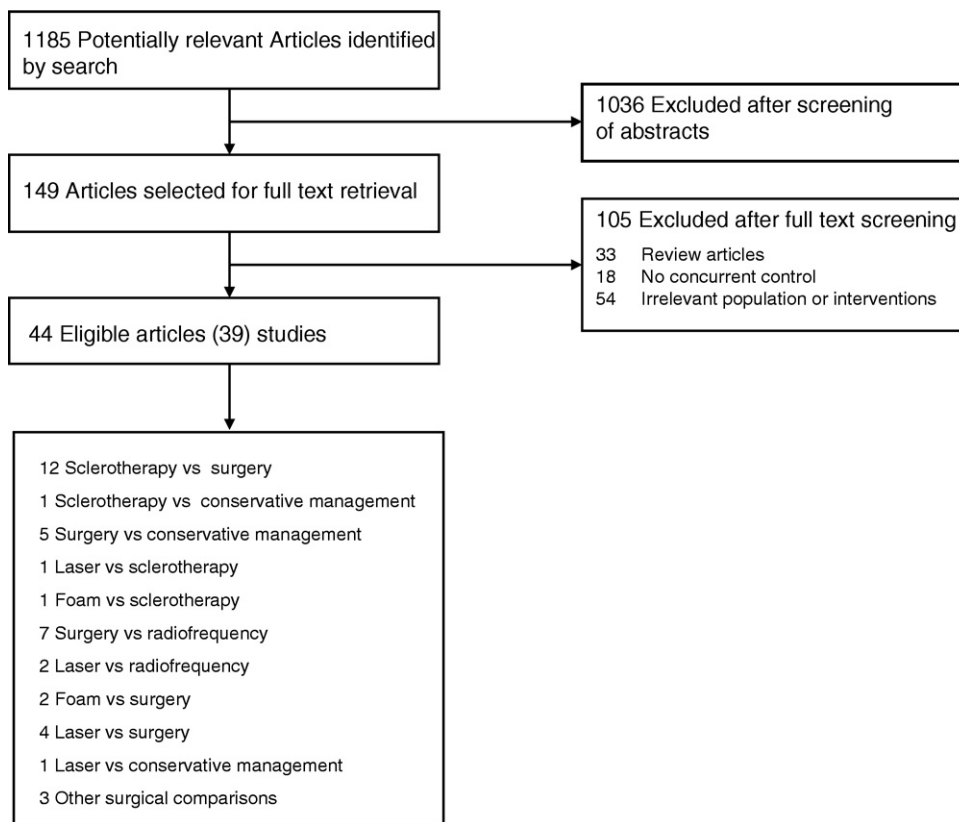 1185 Potentially relevant Articles identified
by search
1036 Excluded after screening
of abstracts
149 Articles selected for full text retrieval
105 Excluded after full text screening
33 Review articles
18 No concurrent control
54 Irrelevant population or interventions
44 Eligible articles (39) studies
12 Sclerotherapy vs surgery
1 Sclerotherapy vs conservative management
5 Surgery vs conservative management
1 Laser vs sclerotherapy
1 Foam vs sclerotherapy
7 Surgery vs radiofrequency
2 Laser vs radiofrequency
2 Foam vs surgery
4 Laser vs surgery
1 Laser vs conservative management
3 Other surgical comparisons